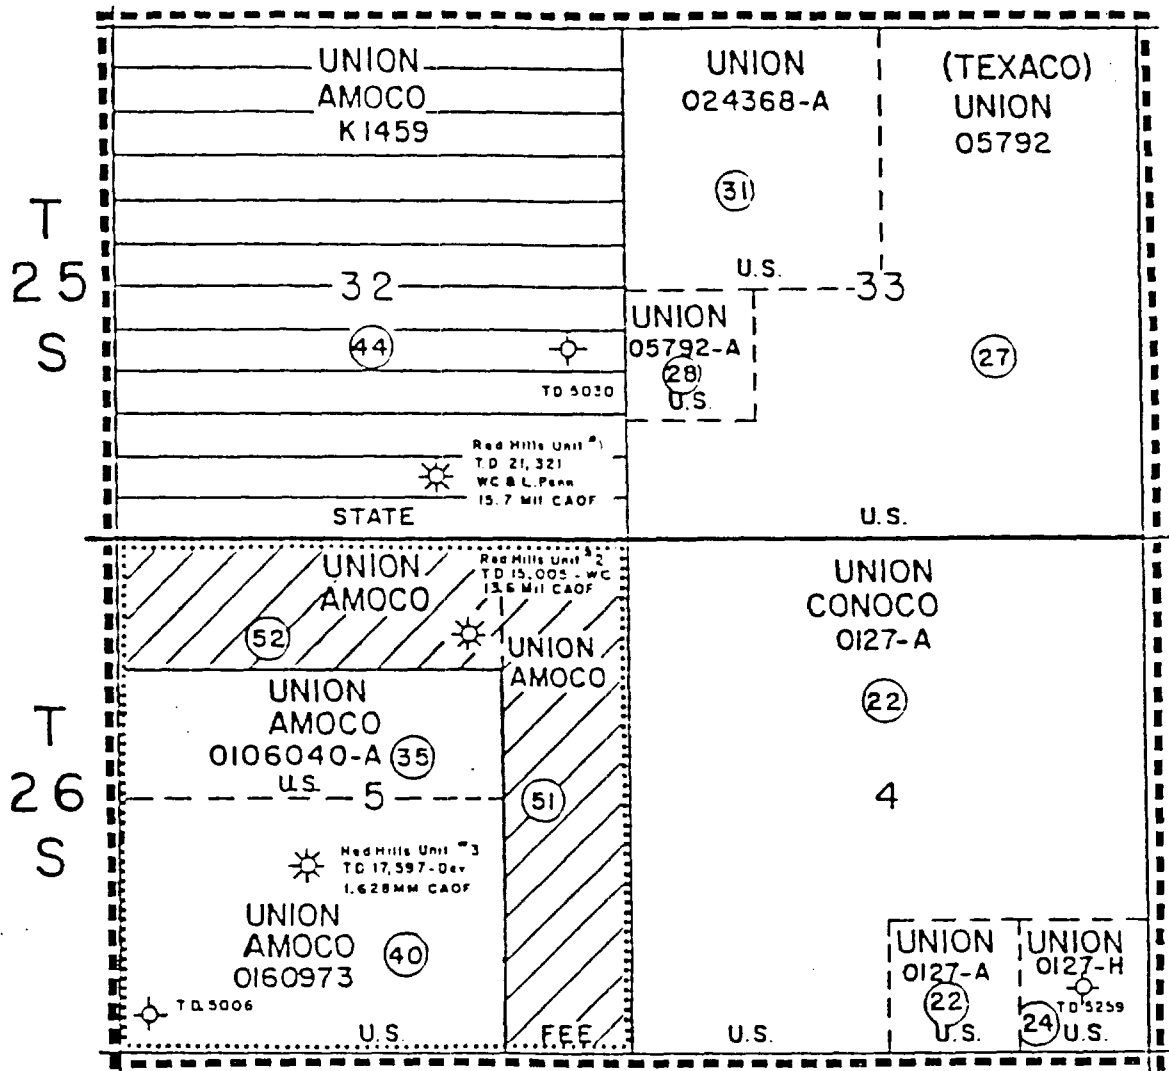 T
25
S
UNION
AMOCO
K1459
32
44
TD 5030
Red Hills Unit #1
T.D. 21,321
WC & L.Penn
15.7 Mil CAOF
STATE
UNION
024368-A
31
U.S.
(TEXACO)
UNION
05792
33
UNION
05792-A
28
U.S.
27
U.S.
T
26
S
UNION
AMOCO
52
Red Hills Unit #2
TD 15,005 - WC
13.6 Mil CAOF
UNION
AMOCO
51
FEE
UNION
AMOCO
0106040-A
35
U.S.
5
Red Hills Unit #3
TD 17,597-Dev
1.628MM CAOF
UNION
AMOCO
0160973
40
TD.5006
U.S.
UNION
CONOCO
0127-A
22
4
U.S.
UNION
0127-A
22
U.S.
UNION
0127-H
TD 5259
24
U.S.